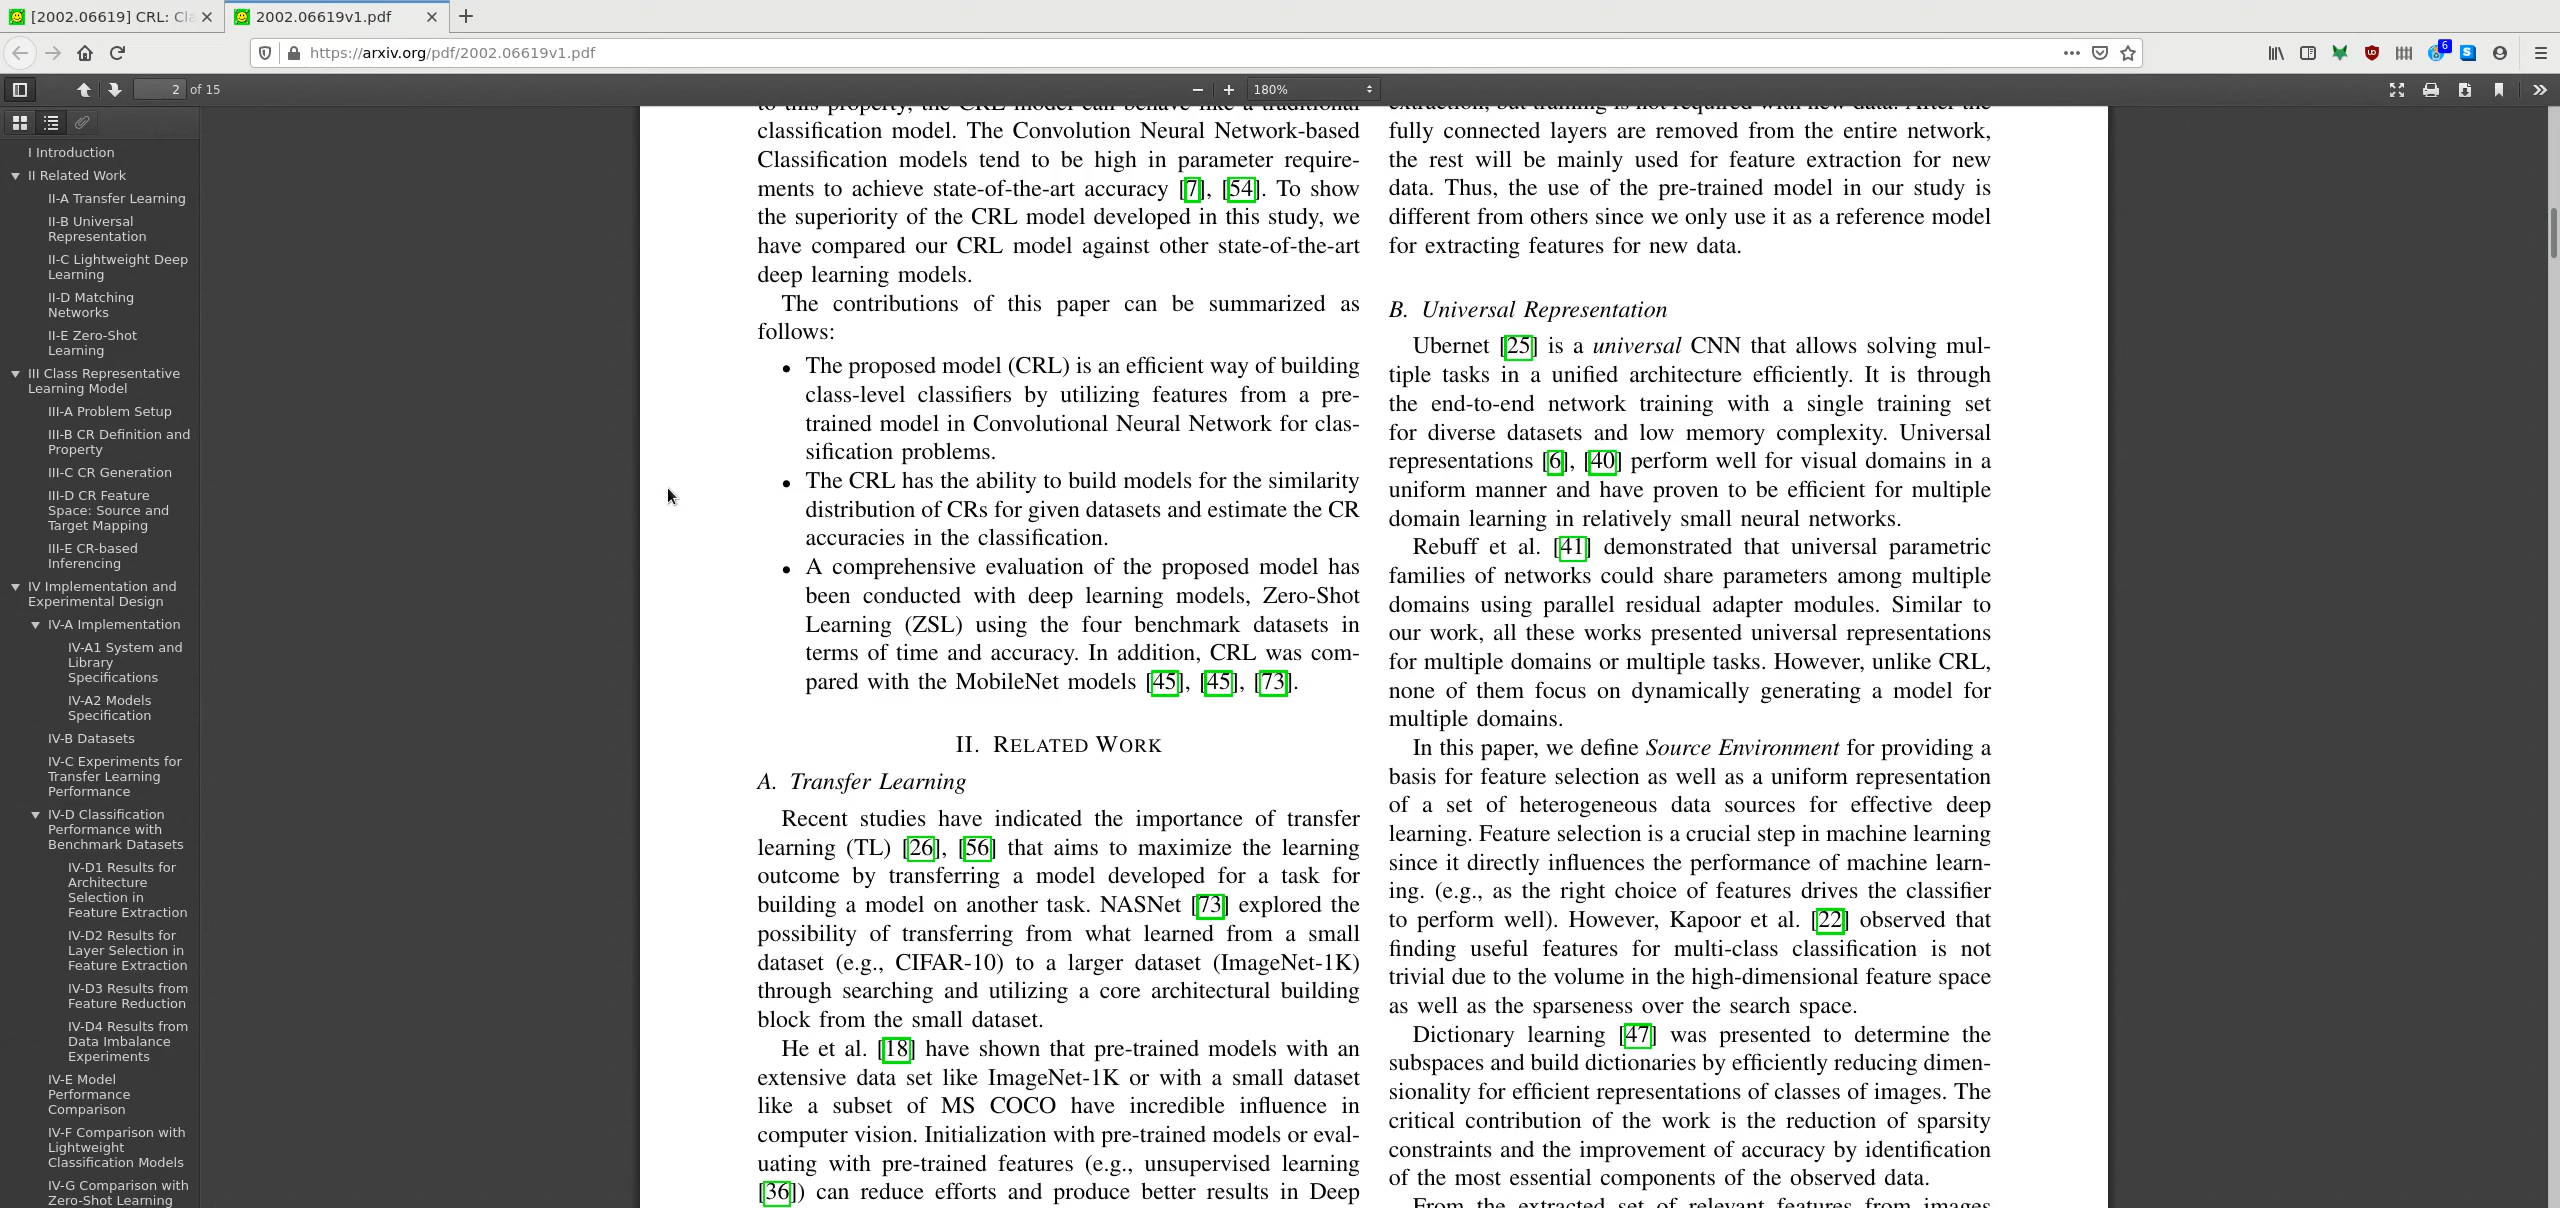 [2002.06619] CRL: Cla
2002.06619v1.pdf
https://arxiv.org/pdf/2002.06619v1.pdf
6
2 of 15
180%
I Introduction
II Related Work
II-A Transfer Learning
II-B Universal
Representation
II-C Lightweight Deep
Learning
II-D Matching
Networks
II-E Zero-Shot
Learning
III Class Representative
Learning Model
III-A Problem Setup
III-B CR Definition and
Property
III-C CR Generation
III-D CR Feature
Space: Source and
Target Mapping
III-E CR-based
Inferencing
IV Implementation and
Experimental Design
IV-A Implementation
IV-A1 System and
Library
Specifications
IV-A2 Models
Specification
IV-B Datasets
IV-C Experiments for
Transfer Learning
Performance
IV-D Classification
Performance with
Benchmark Datasets
IV-D1 Results for
Architecture
Selection in
Feature Extraction
IV-D2 Results for
Layer Selection in
Feature Extraction
IV-D3 Results from
Feature Reduction
IV-D4 Results from
Data Imbalance
Experiments
IV-E Model
Performance
Comparison
IV-F Comparison with
Lightweight
Classification Models
IV-G Comparison with
Zero-Shot Learning
to this property, the CRL model can behave like a traditional
classification model. The Convolution Neural Network-based
Classification models tend to be high in parameter require-
ments to achieve state-of-the-art accuracy [7], [54]. To show
the superiority of the CRL model developed in this study, we
have compared our CRL model against other state-of-the-art
deep learning models.
The contributions of this paper can be summarized as
follows:
• The proposed model (CRL) is an efficient way of building
class-level classifiers by utilizing features from a pre-
trained model in Convolutional Neural Network for clas-
sification problems.
• The CRL has the ability to build models for the similarity
distribution of CRs for given datasets and estimate the CR
accuracies in the classification.
• A comprehensive evaluation of the proposed model has
been conducted with deep learning models, Zero-Shot
Learning (ZSL) using the four benchmark datasets in
terms of time and accuracy. In addition, CRL was com-
pared with the MobileNet models [45], [45], [73].
II. RELATED WORK
A. Transfer Learning
Recent studies have indicated the importance of transfer
learning (TL) [26], [56] that aims to maximize the learning
outcome by transferring a model developed for a task for
building a model on another task. NASNet [73] explored the
possibility of transferring from what learned from a small
dataset (e.g., CIFAR-10) to a larger dataset (ImageNet-1K)
through searching and utilizing a core architectural building
block from the small dataset.
He et al. [18] have shown that pre-trained models with an
extensive data set like ImageNet-1K or with a small dataset
like a subset of MS COCO have incredible influence in
computer vision. Initialization with pre-trained models or eval-
uating with pre-trained features (e.g., unsupervised learning
[36]) can reduce efforts and produce better results in Deep
extraction, but training is not required with new data. After the
fully connected layers are removed from the entire network,
the rest will be mainly used for feature extraction for new
data. Thus, the use of the pre-trained model in our study is
different from others since we only use it as a reference model
for extracting features for new data.
B. Universal Representation
Ubernet [25] is a universal CNN that allows solving mul-
tiple tasks in a unified architecture efficiently. It is through
the end-to-end network training with a single training set
for diverse datasets and low memory complexity. Universal
representations [6], [40] perform well for visual domains in a
uniform manner and have proven to be efficient for multiple
domain learning in relatively small neural networks.
Rebuff et al. [41] demonstrated that universal parametric
families of networks could share parameters among multiple
domains using parallel residual adapter modules. Similar to
our work, all these works presented universal representations
for multiple domains or multiple tasks. However, unlike CRL,
none of them focus on dynamically generating a model for
multiple domains.
In this paper, we define Source Environment for providing a
basis for feature selection as well as a uniform representation
of a set of heterogeneous data sources for effective deep
learning. Feature selection is a crucial step in machine learning
since it directly influences the performance of machine learn-
ing. (e.g., as the right choice of features drives the classifier
to perform well). However, Kapoor et al. [22] observed that
finding useful features for multi-class classification is not
trivial due to the volume in the high-dimensional feature space
as well as the sparseness over the search space.
Dictionary learning [47] was presented to determine the
subspaces and build dictionaries by efficiently reducing dimen-
sionality for efficient representations of classes of images. The
critical contribution of the work is the reduction of sparsity
constraints and the improvement of accuracy by identification
of the most essential components of the observed data.
From the extracted set of relevant features from images